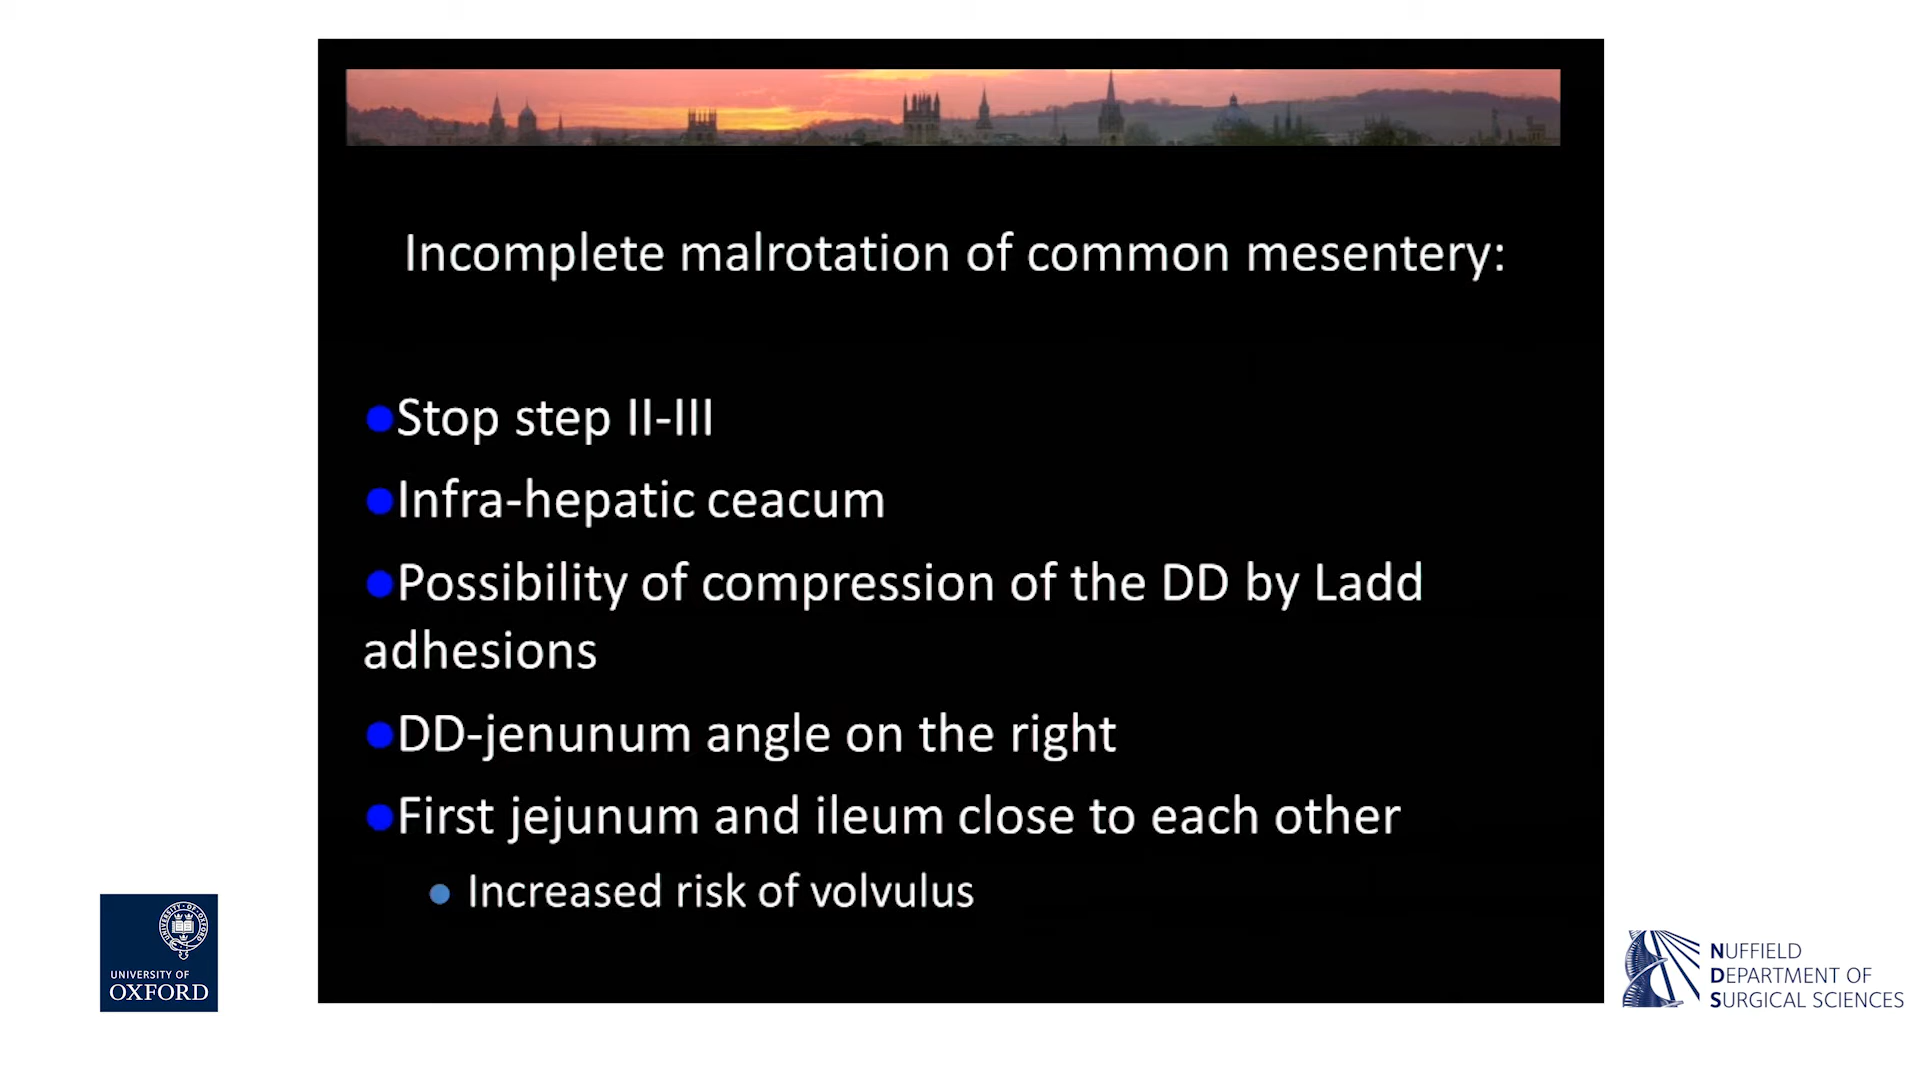 Incomplete malrotation of common mesentery:
●Stop step II-III
●Infra-hepatic ceacum
●Possibility of compression of the DD by Ladd
adhesions
●DD-jenunum angle on the right
●First jejunum and ileum close to each other
● Increased risk of volvulus
UNIVERSITY OF
OXFORD
NUFFIELD
DEPARTMENT OF
SURGICAL SCIENCES